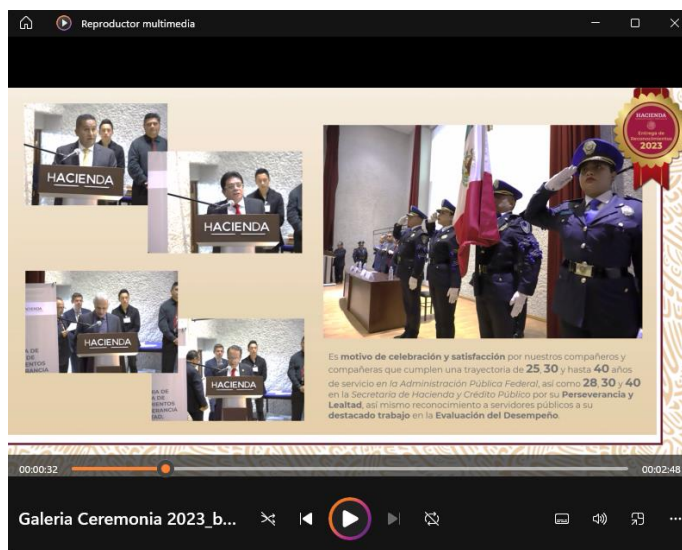 Reproductor multimedia
HACIENDA
HACIENDA
HACIENDA
HACIENDA
HACIENDA
Entrega de
Reconocimientos
2023
Es motivo de celebración y satisfacción por nuestros compañeros y
compañeras que cumplen una trayectoria de 25, 30 y hasta 40 años
de servicio en la Administración Pública Federal, así como 28, 30 y 40
en la Secretaría de Hacienda y Crédito Público por su Perseverancia y
Lealtad, así mismo reconocimiento a servidores públicos a su
destacado trabajo en la Evaluación del Desempeño.
00:00:32
00:02:48
Galeria Ceremonia 2023_b...